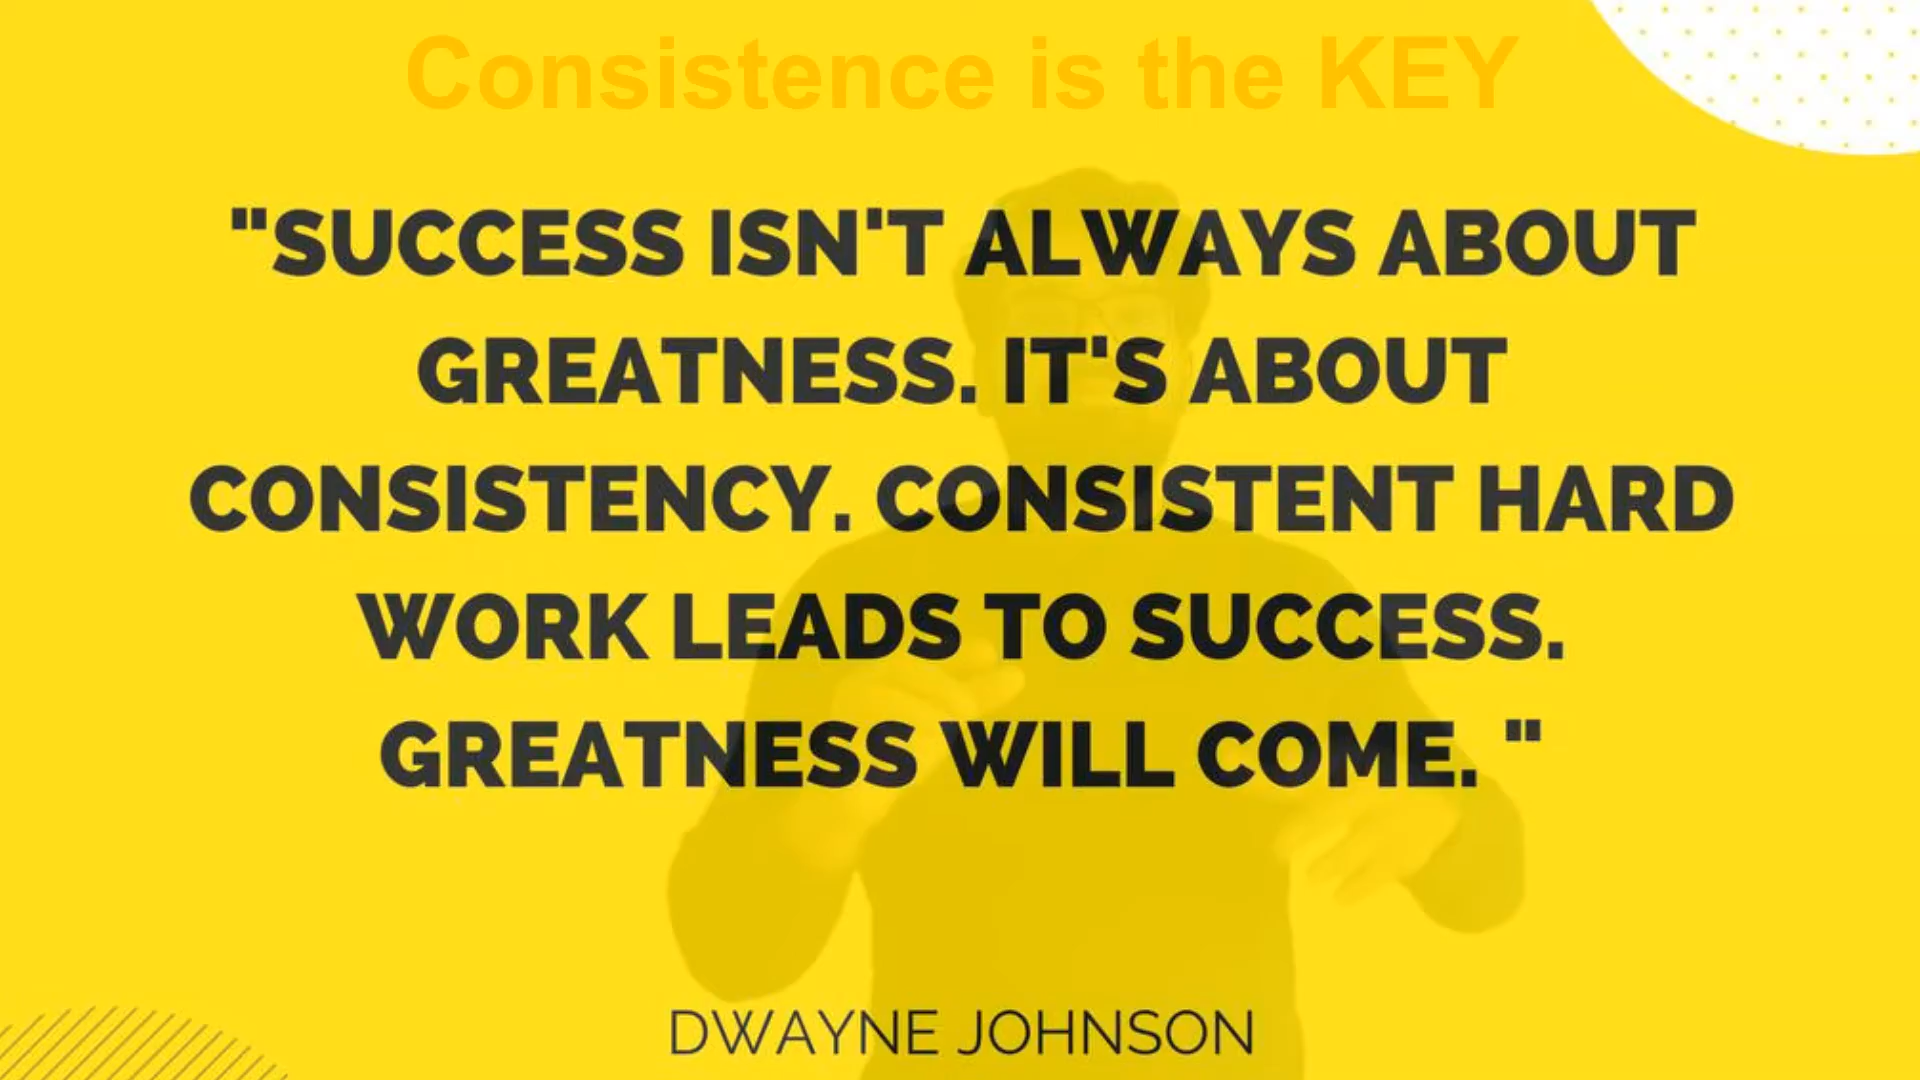 Consistence is the KEY
"SUCCESS ISN'T ALWAYS ABOUT
GREATNESS. IT'S ABOUT
CONSISTENCY. CONSISTENT HARD
WORK LEADS TO SUCCESS.
GREATNESS WILL COME. "
DWAYNE JOHNSON